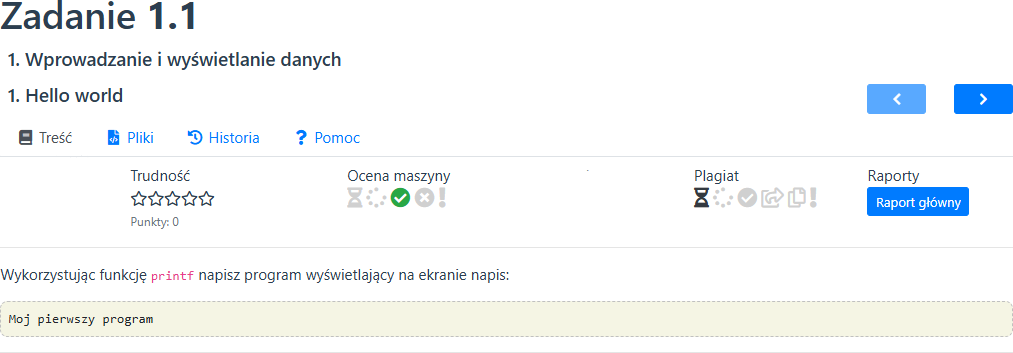 Zadanie 1.1
1. Wprowadzanie i wyświetlanie danych
1. Hello world
Treść Pliki Historia Pomoc
Trudność Ocena maszyny Plagiat Raporty
Punkty: 0 Raport główny
Wykorzystując funkcję printf napisz program wyświetlający na ekranie napis:
Moj pierwszy program